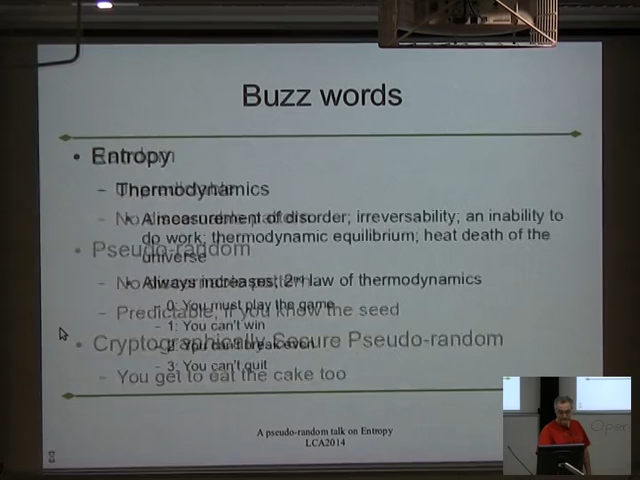 Buzz words
• Entropy
– Thermodynamics
• A measurement of disorder; irreversability; an inability to
do work; thermodynamic equilibrium; heat death of the
universe
• Pseudo-random
• Always increases; 2nd law of thermodynamics
– 0: You must play the game
– Predictable, if you know the seed
– 1: You can't win
• Cryptographically Secure Pseudo-random
– 2: You can't break even
– 3: You can't quit
– You get to eat the cake too
A pseudo-random talk on Entropy
LCA2014
Open